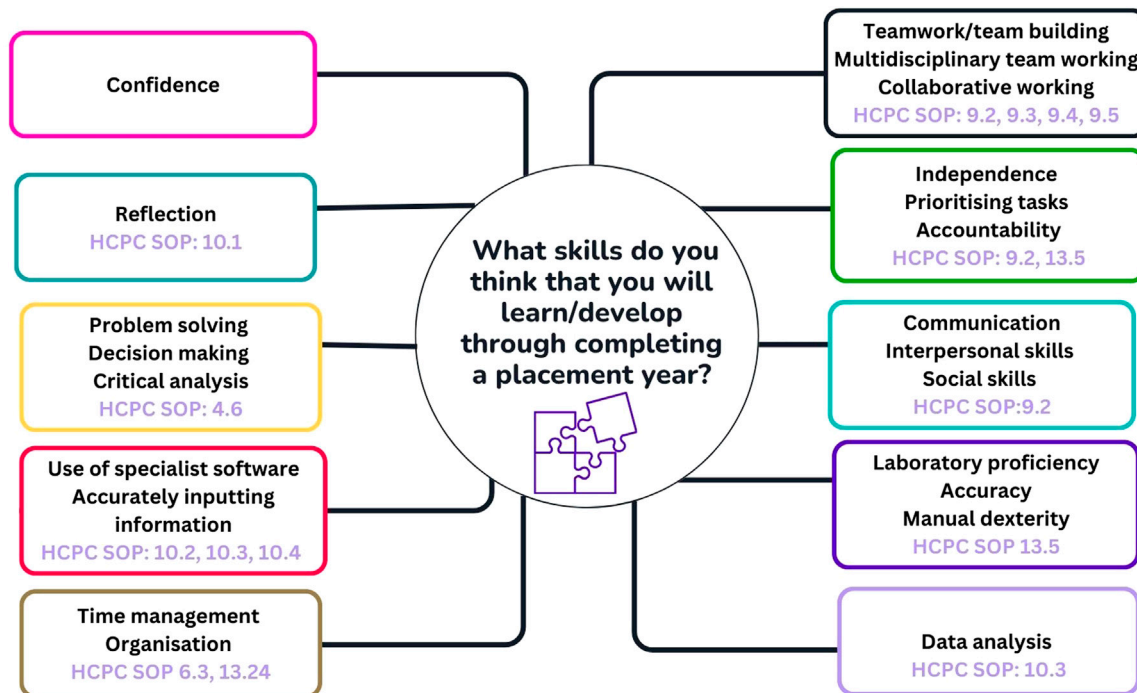 Confidence
Reflection
HCPC SOP: 10.1
Problem solving
Decision making
Critical analysis
HCPC SOP: 4.6
Use of specialist software
Accurately inputting
information
HCPC SOP: 10.2, 10.3, 10.4
Time management
Organisation
HCPC SOP 6.3, 13.24
What skills do you
think that you will
learn/develop
through completing
a placement year?
Teamwork/team building
Multidisciplinary team working
Collaborative working
HCPC SOP: 9.2, 9.3, 9.4, 9.5
Independence
Prioritising tasks
Accountability
HCPC SOP: 9.2, 13.5
Communication
Interpersonal skills
Social skills
HCPC SOP:9.2
Laboratory proficiency
Accuracy
Manual dexterity
HCPC SOP 13.5
Data analysis
HCPC SOP: 10.3